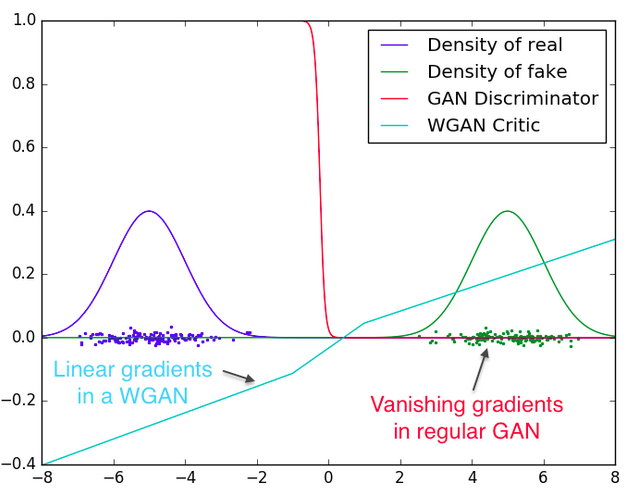 1.0
0.8
0.6
0.4
0.2
0.0
−0.2
−0.4
−8
−6
−4
−2
0
2
4
6
8
Density of real
Density of fake
GAN Discriminator
WGAN Critic
Linear gradients
in a WGAN
Vanishing gradients
in regular GAN